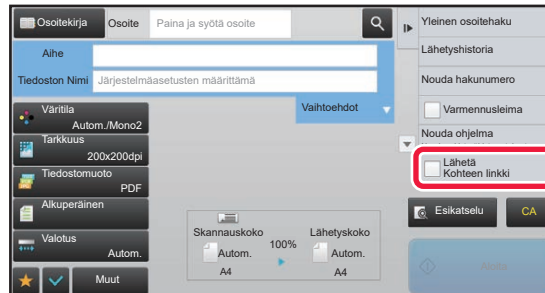 Osoitekirja
Osoite
Paina ja syötä osoite
Aihe
Tiedoston Nimi
Järjestelmäasetusten määrittämä
Vaihtoehdot
Väritila
Autom./Mono2
Tarkkuus
200x200dpi
Tiedostomuoto
PDF
Alkuperäinen
Valotus
Autom.
Muut
Skannauskoko
Autom.
A4
100%
Lähetyskoko
Autom.
A4
Yleinen osoitehaku
Lähetyshistoria
Nouda hakunumero
Varmennusleima
Nouda ohjelma
Lähetä
Kohteen linkki
Esikatselu
CA